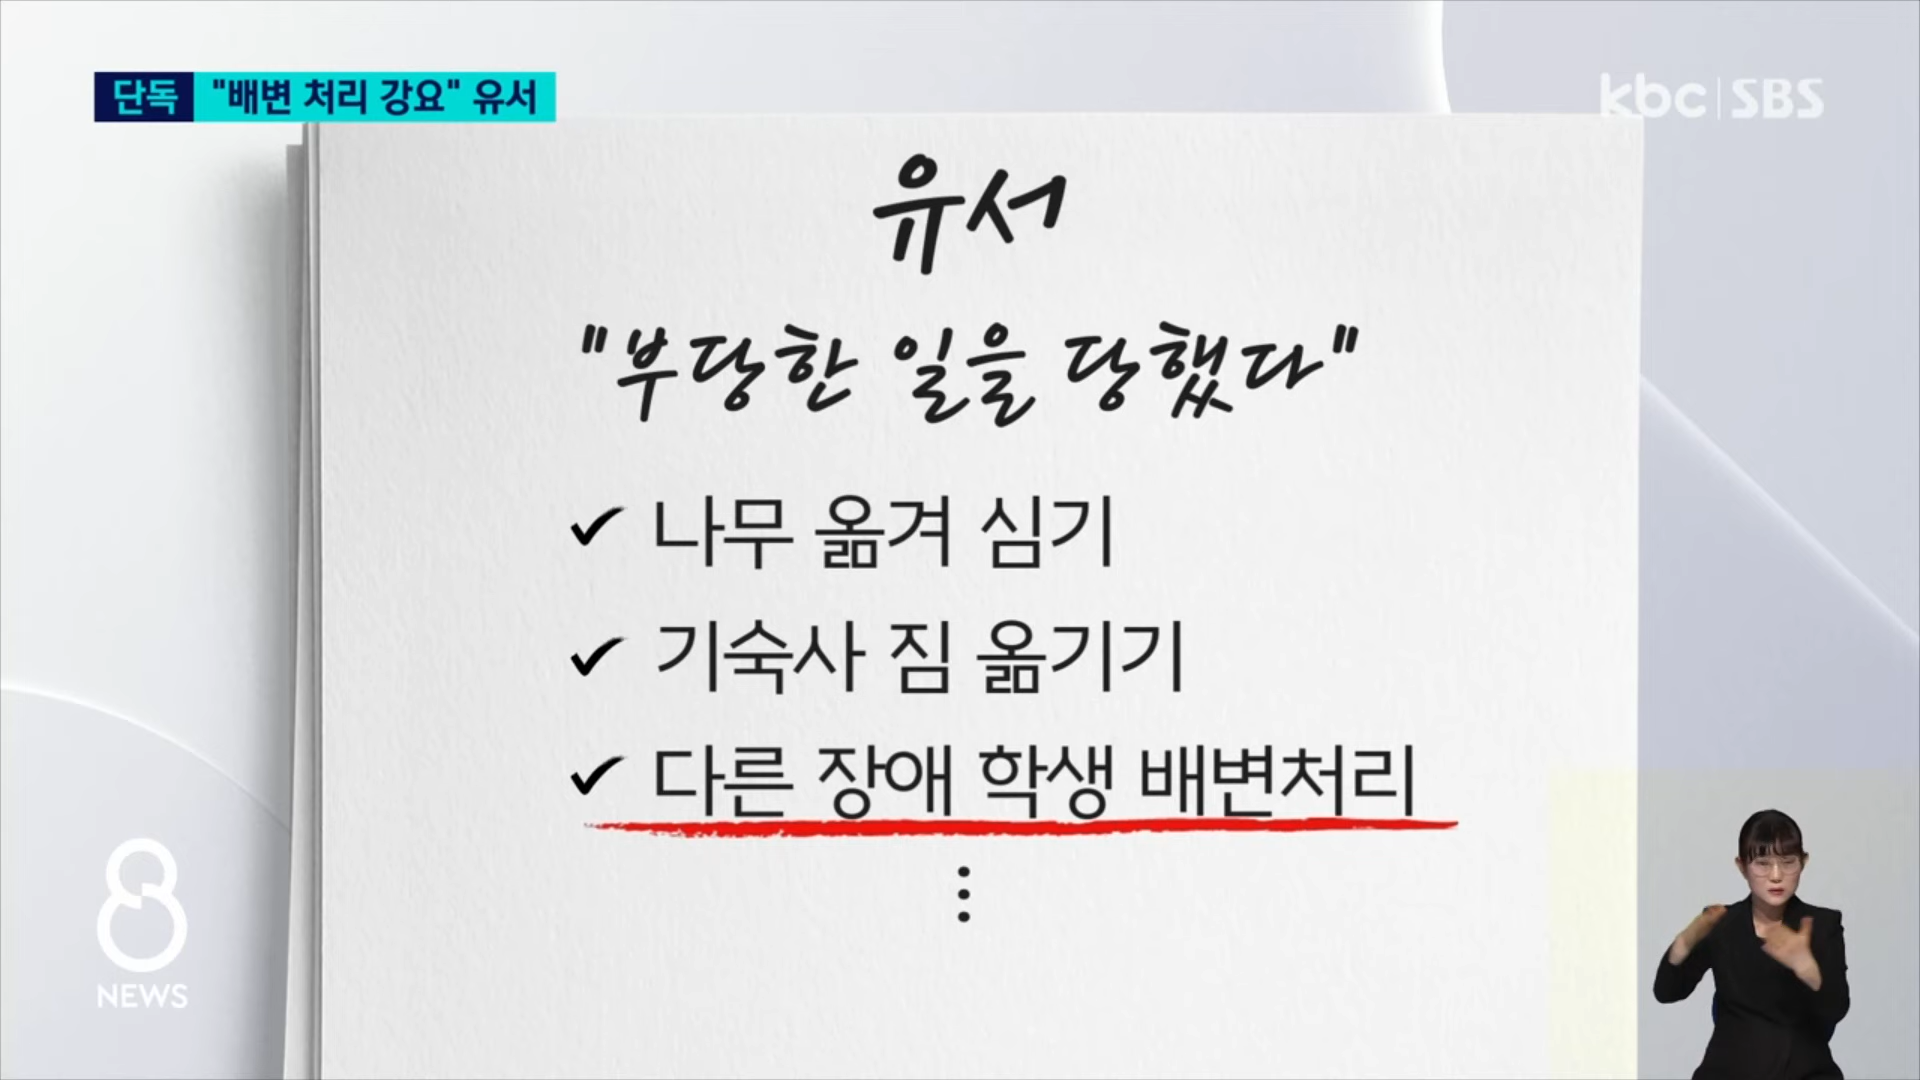 단독 "배변 처리 강요" 유서
kbc SBS
유서
"부당한 일을 당했다"
✓ 나무 옮겨 심기
✓ 기숙사 짐 옮기기
✓ 다른 장애 학생 배변처리
⋮
8
NEWS